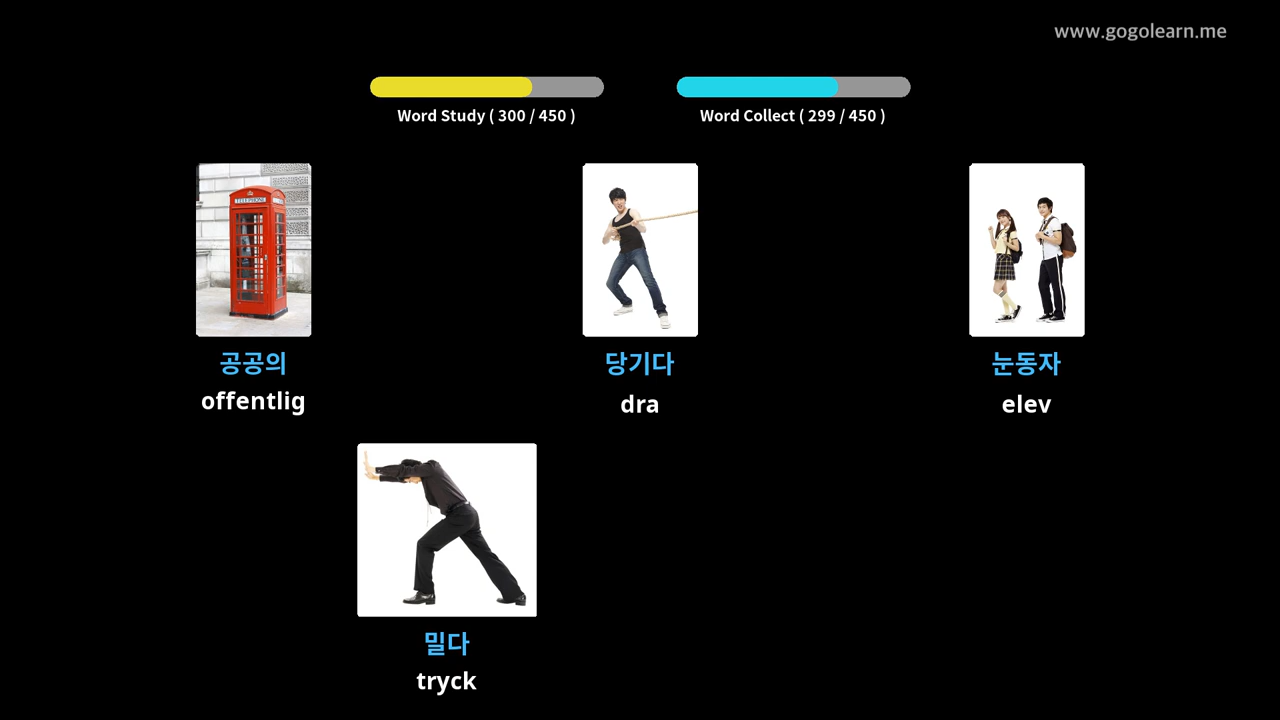 www.gogolearn.me
Word Study ( 300 / 450 )
Word Collect ( 299 / 450 )
TELEPHONE
공공의
offentlig
당기다
dra
눈동자
elev
밀다
tryck